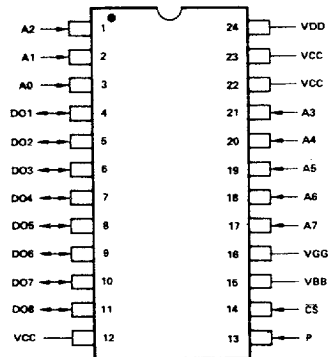 A2 1 24 VDD
A1 2 23 VCC
A0 3 22 VCC
DO1 4 21 A3
DO2 5 20 A4
DO3 6 19 A5
DO4 7 18 A6
DO5 8 17 A7
DO6 9 16 VGG
DO7 10 15 VBB
DO8 11 14 C̅S̅
VCC 12 13 P